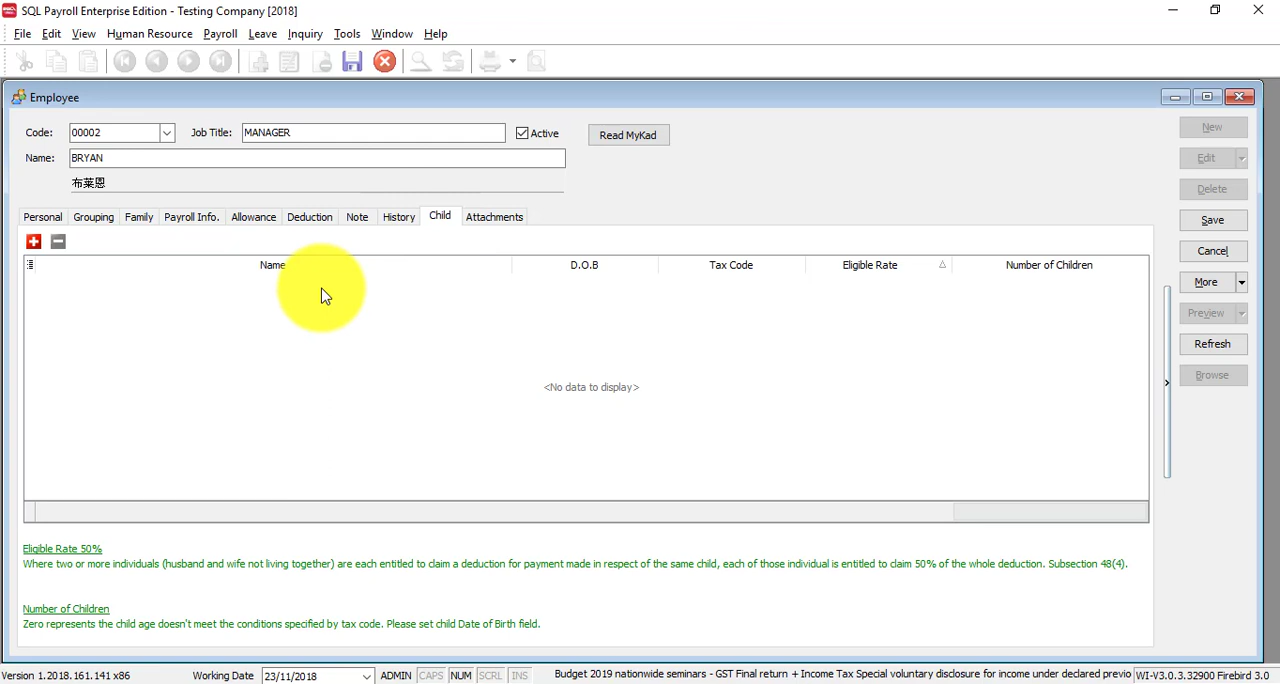 SQL Payroll Enterprise Edition - Testing Company [2018]
File Edit View Human Resource Payroll Leave Inquiry Tools Window Help
Employee
Code: 00002 Job Title: MANAGER Active Read MyKad
Name: BRYAN
布莱恩
Personal Grouping Family Payroll Info. Allowance Deduction Note History Child Attachments
Name D.O.B Tax Code Eligible Rate Number of Children
<No data to display>
Eligible Rate 50%
Where two or more individuals (husband and wife not living together) are each entitled to claim a deduction for payment made in respect of the same child, each of those individual is entitled to claim 50% of the whole deduction. Subsection 48(4).
Number of Children
Zero represents the child age doesn't meet the conditions specified by tax code. Please set child Date of Birth field.
New
Edit
Delete
Save
Cancel
More
Preview
Refresh
Browse
Version 1.2018.161.141 x86 Working Date 23/11/2018 ADMIN CAPS NUM SCRL INS Budget 2019 nationwide seminars - GST Final return + Income Tax Special voluntary disclosure for income under declared previo WI-V3.0.3.32900 Firebird 3.0